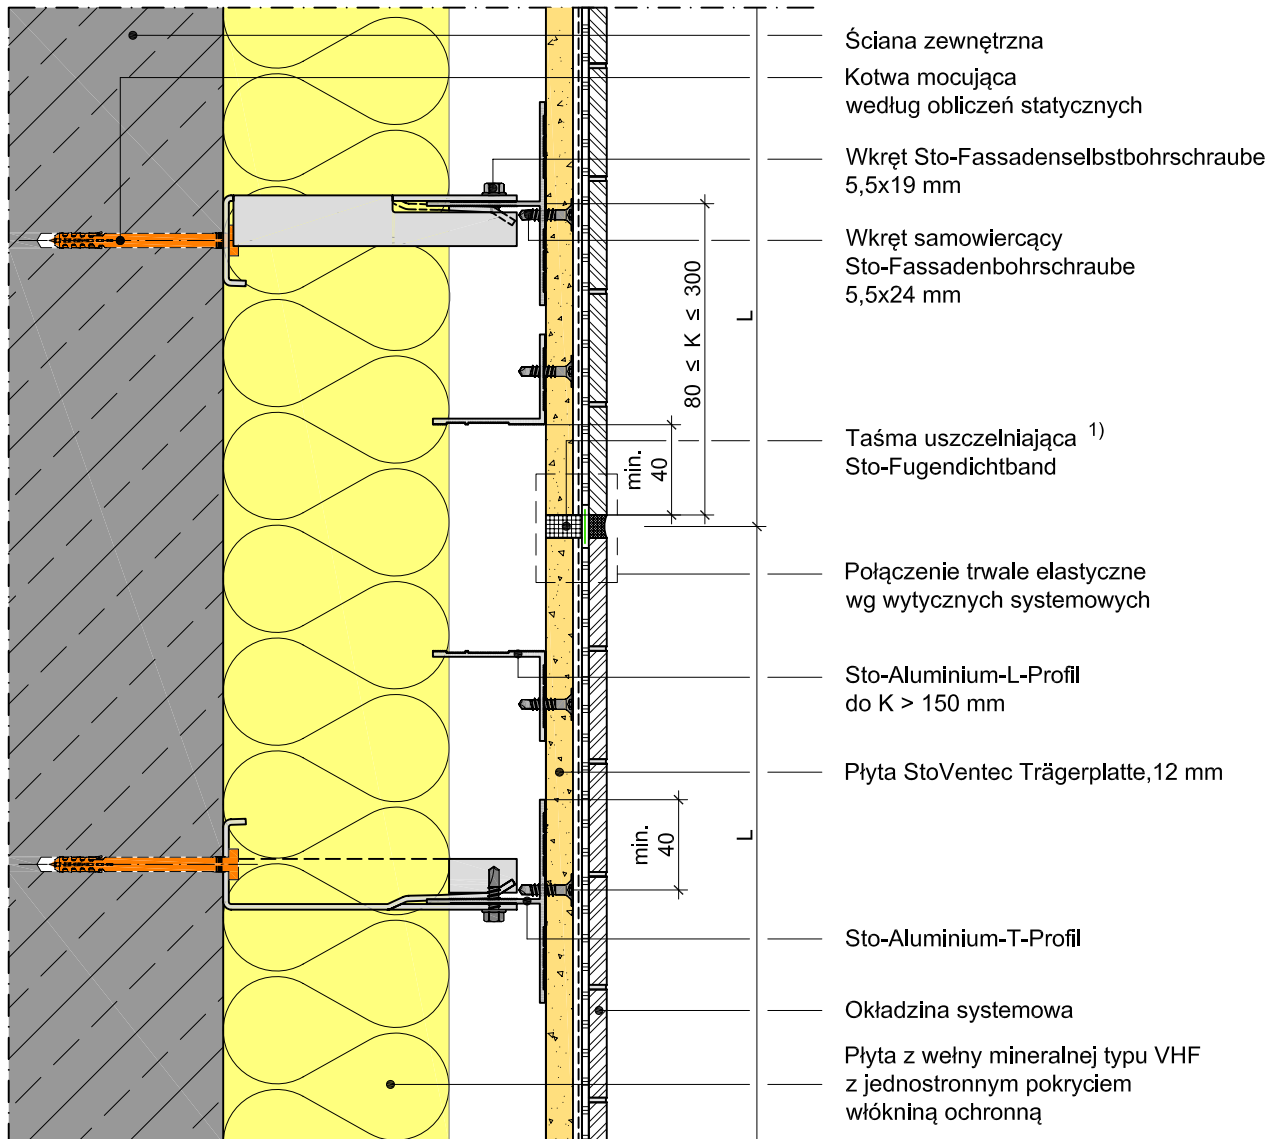 Ściana zewnętrzna
Kotwa mocująca
według obliczeń statycznych
Wkręt Sto-Fassadenselbstbohrschraube
5,5x19 mm
Wkręt samowiercący
Sto-Fassadenbohrschraube
5,5x24 mm
80 ≤ K ≤ 300
L
min.
40
Taśma uszczelniająca 1)
Sto-Fugendichtband
Połączenie trwale elastyczne
wg wytycznych systemowych
Sto-Aluminium-L-Profil
do K > 150 mm
Płyta StoVentec Trägerplatte,12 mm
min.
40
L
Sto-Aluminium-T-Profil
Okładzina systemowa
Płyta z wełny mineralnej typu VHF
z jednostronnym pokryciem
włókniną ochronną